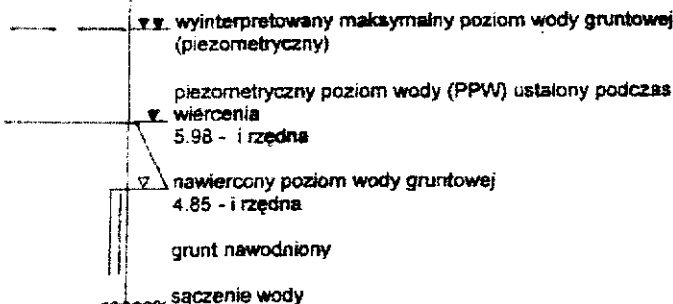 wyinterpretowany maksymalny poziom wody gruntowej
(piezometryczny)
piezometryczny poziom wody (PPW) ustalony podczas
wiercenia
5.98 - i rzędna
nawiercony poziom wody gruntowej
4.85 - i rzędna
grunt nawodniony
sączenie wody